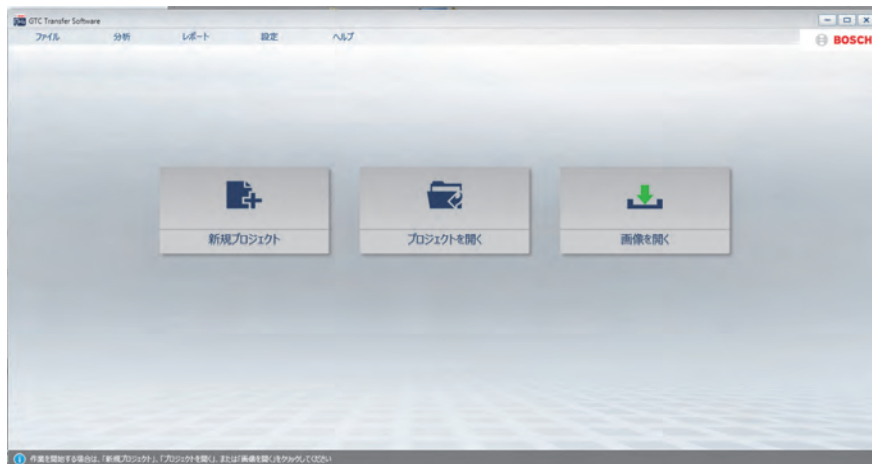 GTC Transfer Software
ファイル 分析 レポート 設定 ヘルプ
BOSCH
新規プロジェクト プロジェクトを開く 画像を開く
作業を開始する場合は、「新規プロジェクト」、「プロジェクトを開く」、または「画像を開く」をクリックしてください